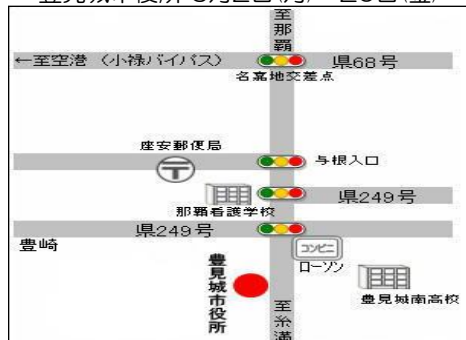 至那覇
←至空港 (小禄バイパス)
県68号
名嘉地交差点
座安郵便局
与根入口
県249号
那覇看護学校
県249号
豊崎
コンビニ
ローソン
豊見城市役所
豊見城南高校
至糸満